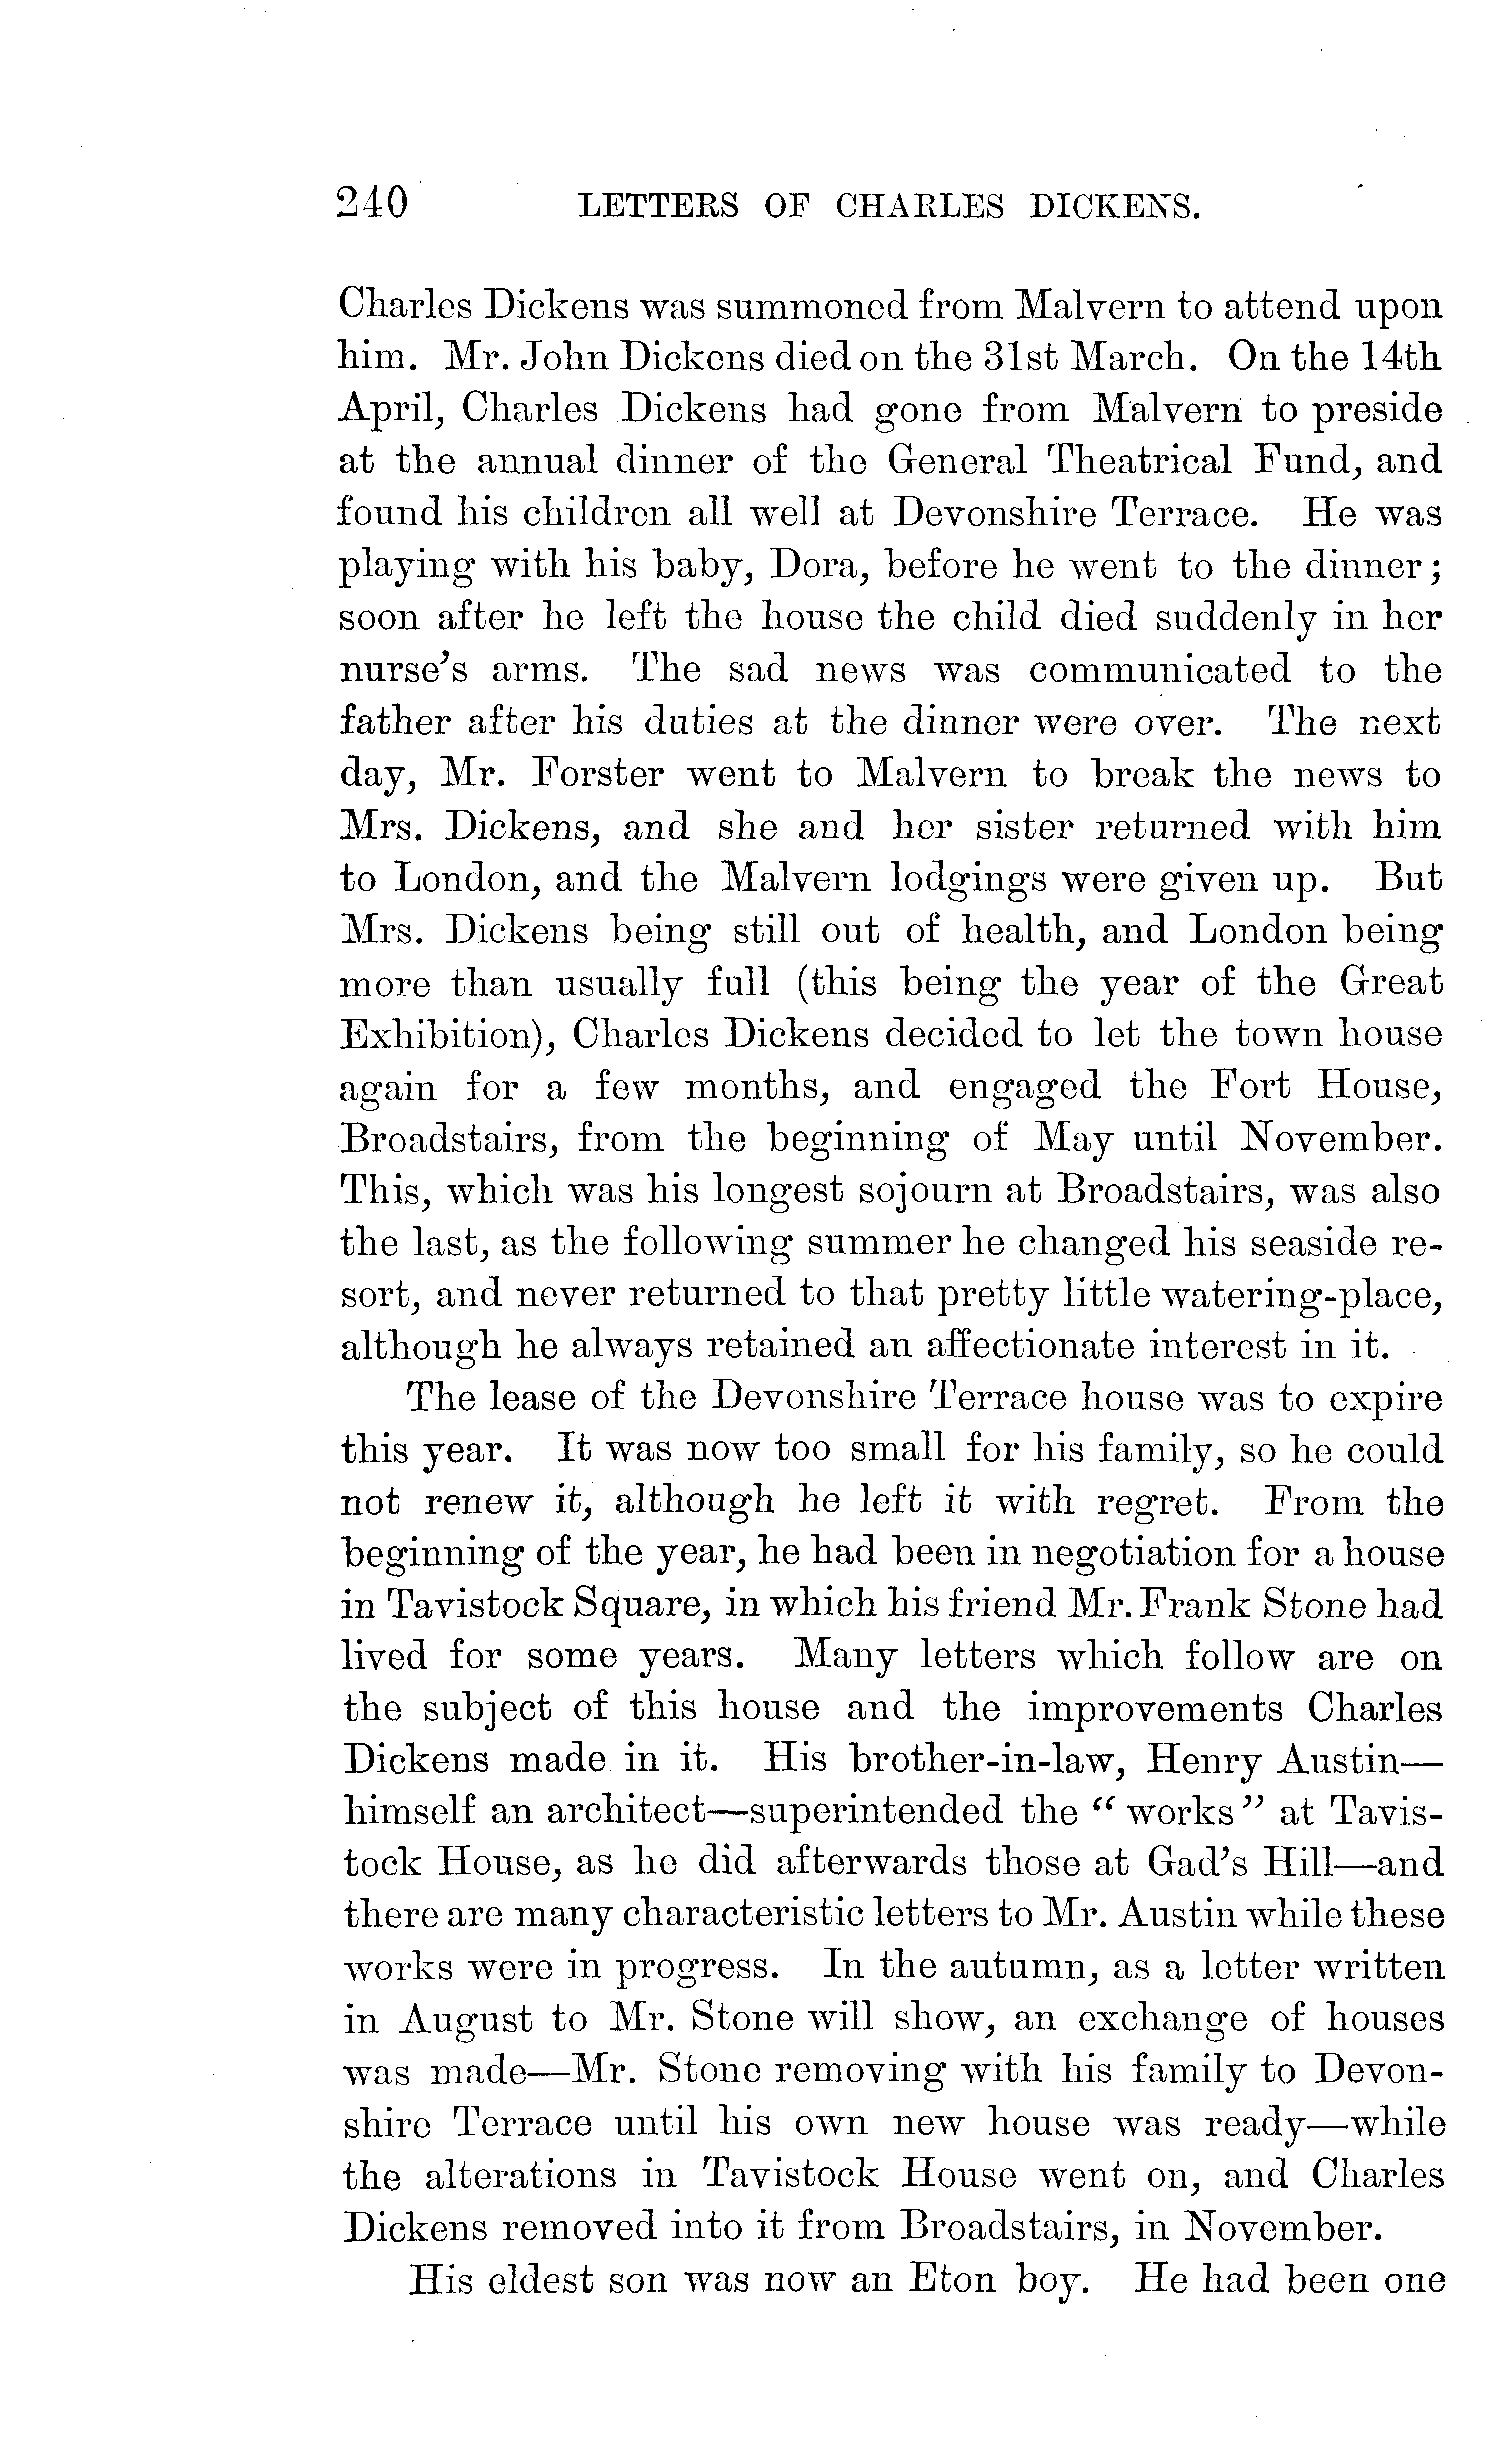 240 LETTERS OF CHARLES DICKENS.
Charles Dickens was summoned from Malvern to attend upon
him. Mr. John Dickens died on the 31st March. On the 14th
April, Charles Dickens had gone from Malvern to preside
at the annual dinner of the General Theatrical Fund, and
found his children all well at Devonshire Terrace. He was
playing with his baby, Dora, before he went to the dinner;
soon after he left the house the child died suddenly in her
nurse's arms. The sad news was communicated to the
father after his duties at the dinner were over. The next
day, Mr. Forster went to Malvern to break the news to
Mrs. Dickens, and she and her sister returned with him
to London, and the Malvern lodgings were given up. But
Mrs. Dickens being still out of health, and London being
more than usually full (this being the year of the Great
Exhibition), Charles Dickens decided to let the town house
again for a few months, and engaged the Fort House,
Broadstairs, from the beginning of May until November.
This, which was his longest sojourn at Broadstairs, was also
the last, as the following summer he changed his seaside re-
sort, and never returned to that pretty little watering-place,
although he always retained an affectionate interest in it.
The lease of the Devonshire Terrace house was to expire
this year. It was now too small for his family, so he could
not renew it, although he left it with regret. From the
beginning of the year, he had been in negotiation for a house
in Tavistock Square, in which his friend Mr. Frank Stone had
lived for some years. Many letters which follow are on
the subject of this house and the improvements Charles
Dickens made in it. His brother-in-law, Henry Austin—
himself an architect—superintended the “ works ” at Tavis-
tock House, as he did afterwards those at Gad's Hill—and
there are many characteristic letters to Mr. Austin while these
works were in progress. In the autumn, as a letter written
in August to Mr. Stone will show, an exchange of houses
was made—Mr. Stone removing with his family to Devon-
shire Terrace until his own new house was ready—while
the alterations in Tavistock House went on, and Charles
Dickens removed into it from Broadstairs, in November.
His eldest son was now an Eton boy. He had been one